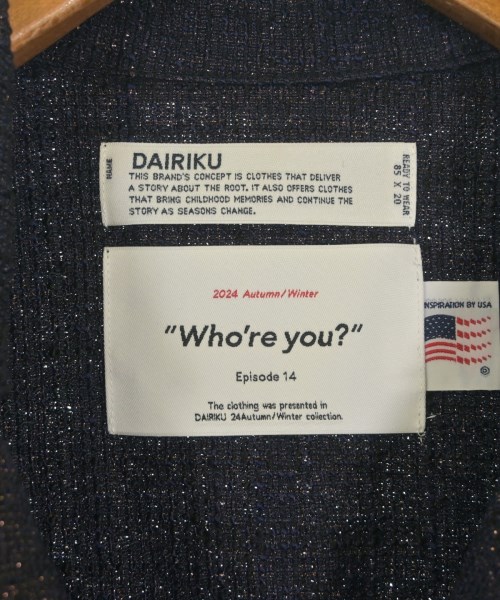 NAME
DAIRIKU
THIS BRAND'S CONCEPT IS CLOTHES THAT DELIVER
A STORY ABOUT THE ROOT. IT ALSO OFFERS CLOTHES
THAT BRING CHILDHOOD MEMORIES AND CONTINUE THE
STORY AS SEASONS CHANGE.
READY TO WEAR
85 X 20
2024 Autumn/Winter
"Who're you?"
Episode 14
The clothing was presented in
DAIRIKU 24Autumn/Winter collection.
INSPIRATION BY USA